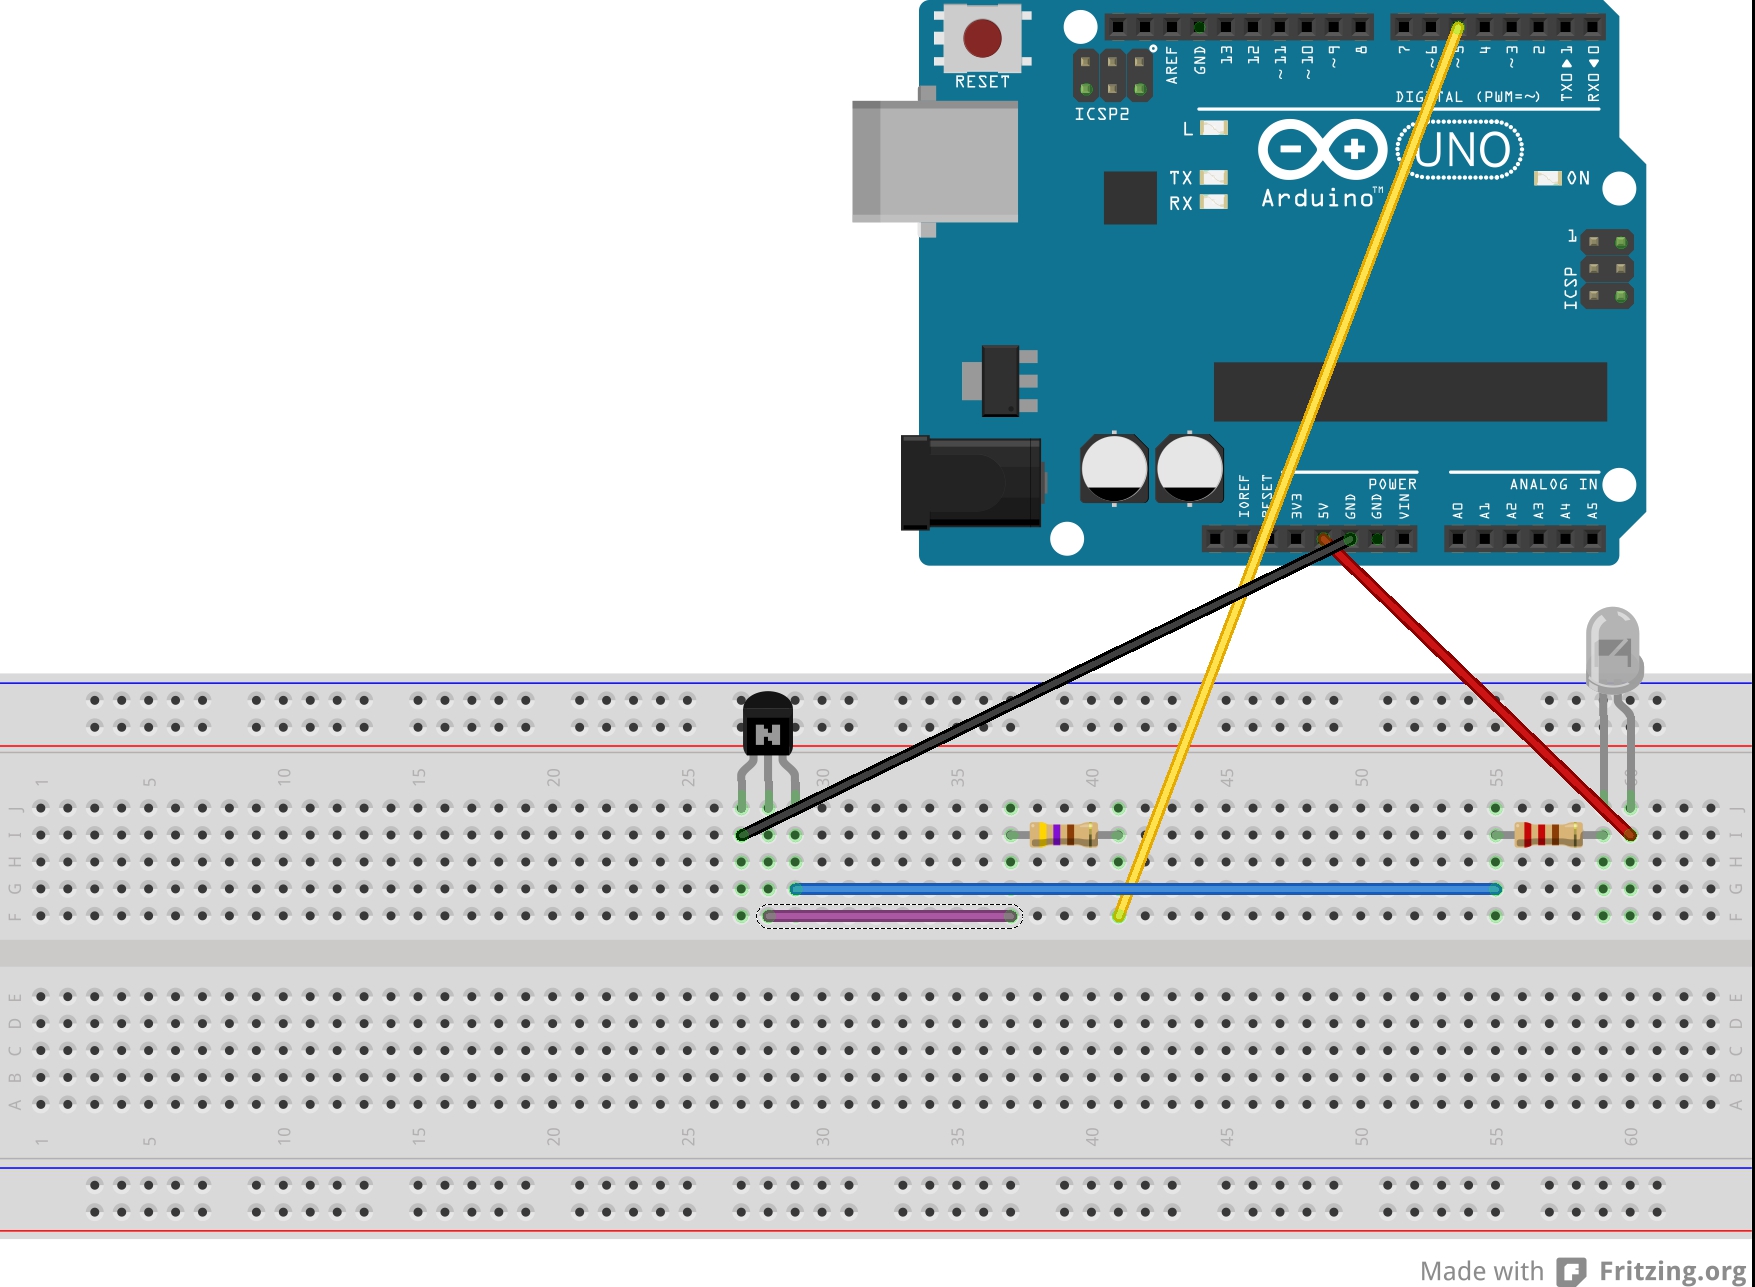 RESET
ICSP2
AREF
GND
13
12
~11
~10
~9
8
7
~6
~5
4
~3
2
TX0▶1
RX0◀0
DIGITAL (PWM=~)
L
TX
RX
Arduino™
UNO
ON
1
ICSP
IOREF
RESET
3V3
5V
GND
GND
VIN
POWER
ANALOG IN
A0
A1
A2
A3
A4
A5
N
1 5 10 15 20 25 30 35 40 45 50 55 60
J J
I I
H H
G G
F F
E E
D D
C C
B B
A A
1 5 10 15 20 25 30 35 40 45 50 55 60
Made with Fritzing.org